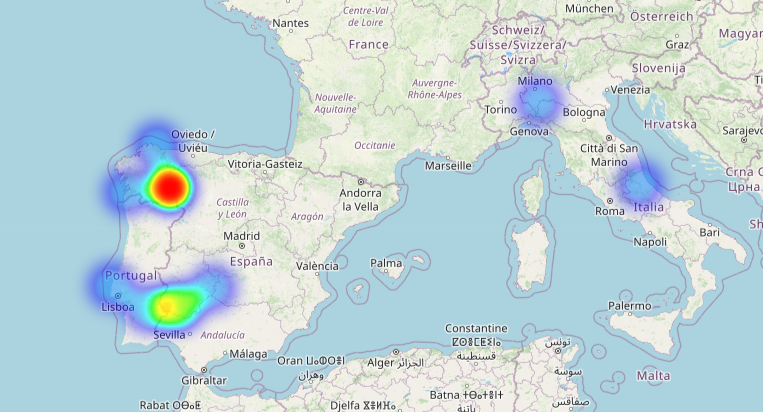 München
Nantes
Centre-Val
de Loire
Österreich
Schweiz/
Suisse/Svizzera/
Svizra
Magyar
France
Graz
Slovenija
Milano
Auvergne-
Rhône-Alpes
Nouvelle-
Aquitaine
Venezia
Torino
Bologna
Hrvatska
Genova
Oviedo /
Uviéu
Occitanie
Sarajevo
Città di San
Marino
Vitoria-Gasteiz
Marseille
Crna G
Црна
Andorra
la Vella
Castilla
y León
Aragón
Roma
Italia
Napoli
Bari
Madrid
España
València
Palma
Portugal
Lisboa
Palermo
Sevilla
Andalucía
Constantine
ⵇⵙⴻⵏⵟⵉⵏⴰ
قسنطينة
تونس
Málaga
Oran ⵡⴰⵀⵔⴰⵏ
وهران
Alger الجزائر
سوسة
Malta
Gibraltar
Batna
باتنة
صفاقس
Rabat
Djelfa